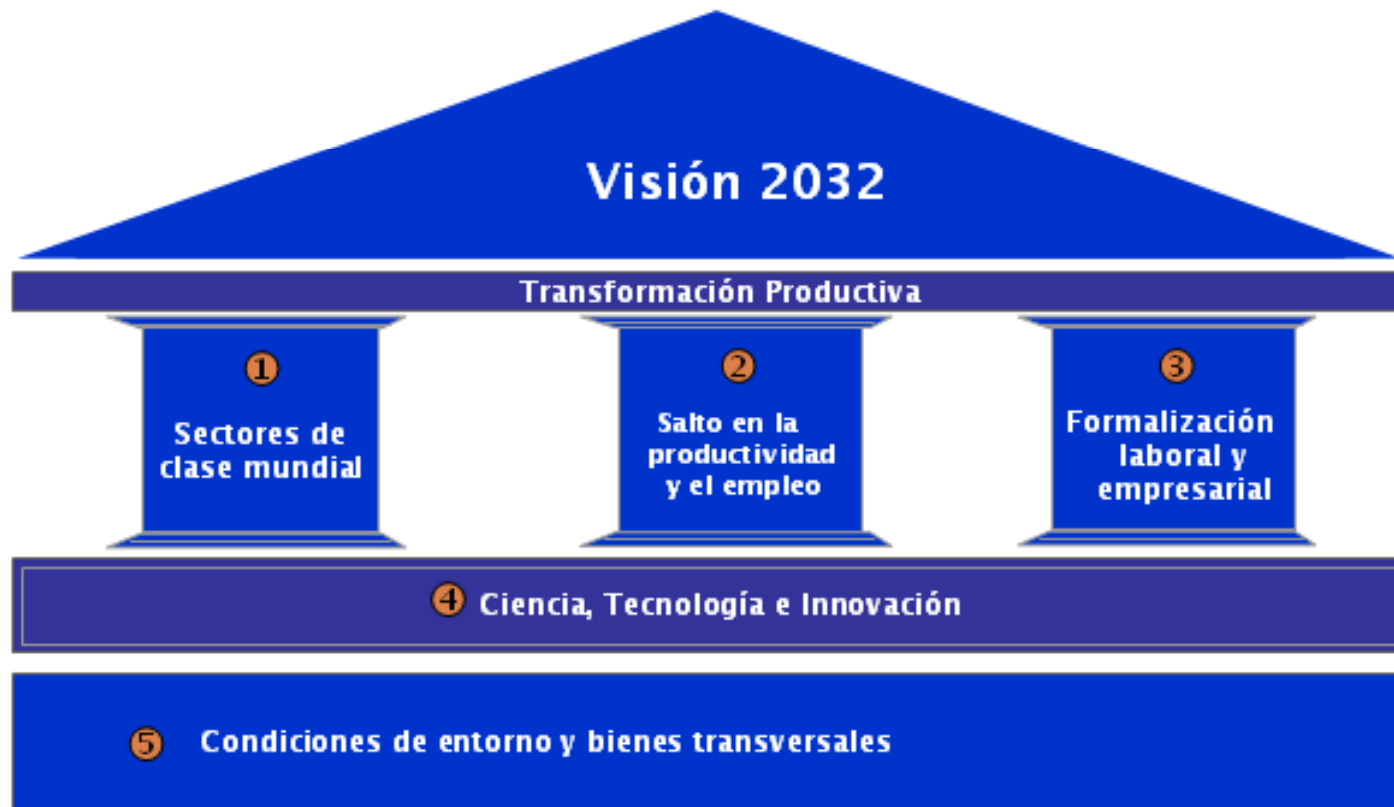 Visión 2032
Transformación Productiva
1
Sectores de
clase mundial
2
Salto en la
productividad
y el empleo
3
Formalización
laboral y
empresarial
4 Ciencia, Tecnología e Innovación
5 Condiciones de entorno y bienes transversales